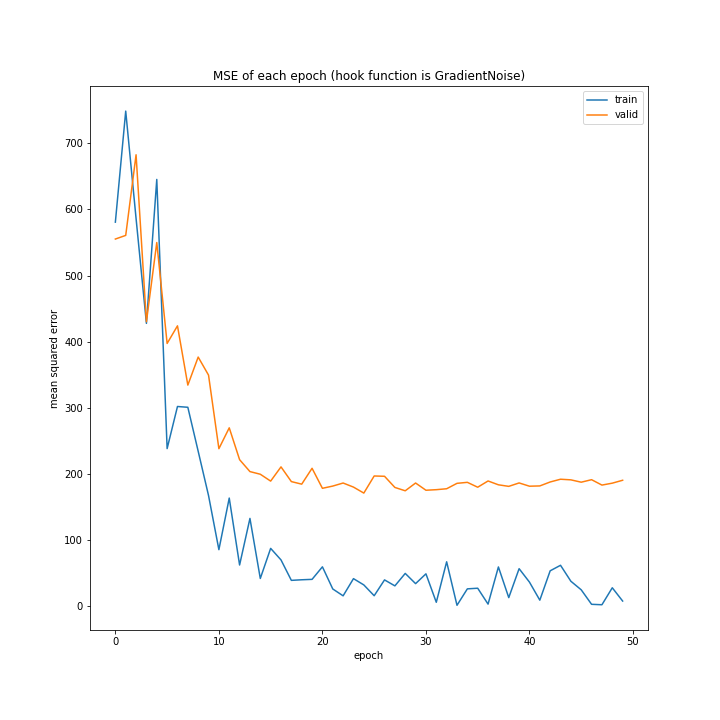 MSE of each epoch (hook function is GradientNoise)
train
valid
mean squared error
700
600
500
400
300
200
100
0
0 10 20 30 40 50
epoch